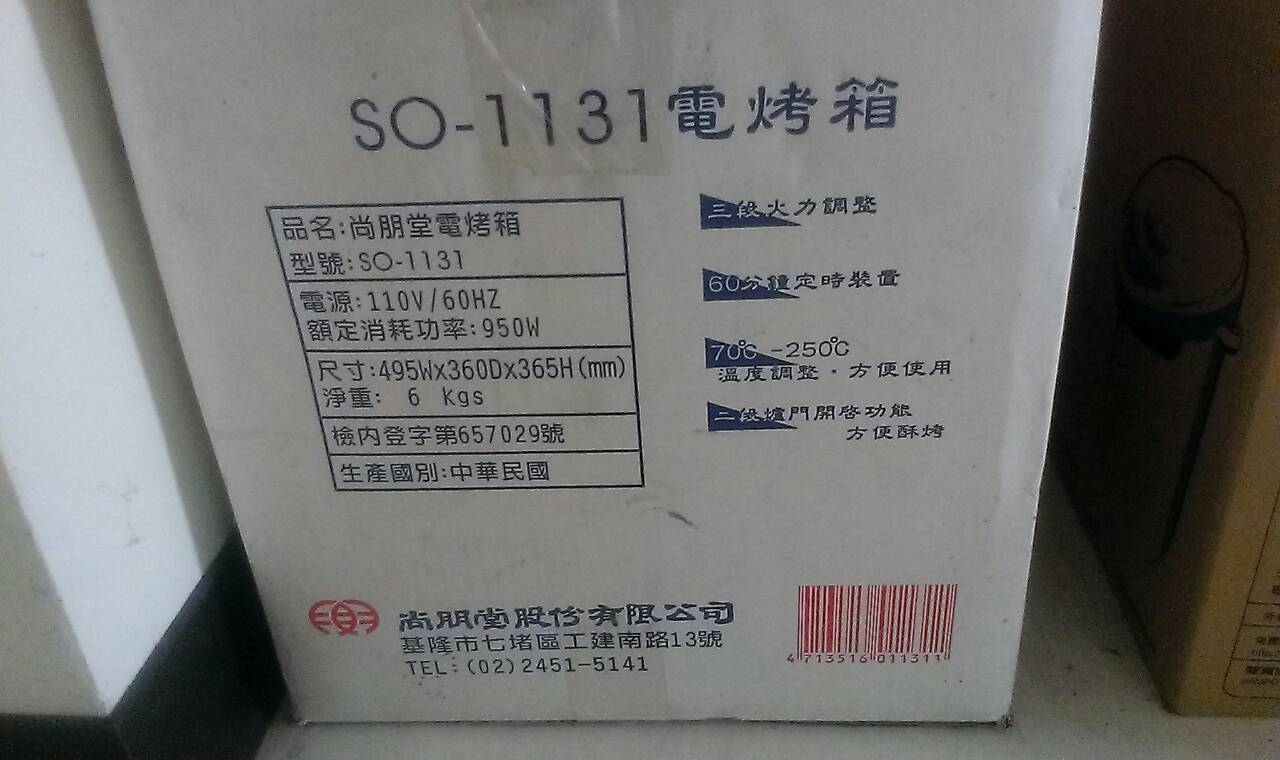 SO-1131電烤箱
品名:尚朋堂電烤箱
型號:SO-1131
電源:110V/60HZ
額定消耗功率:950W
尺寸:495Wx360Dx365H(mm)
淨重: 6 Kgs
檢內登字第657029號
生產國別:中華民國
三段火力調整
60分鐘定時裝置
70℃ -250℃
溫度調整·方便使用
二段爐門開啓功能
方便酥烤
尚朋堂股份有限公司
基隆市七堵區工建南路13號
TEL:(02)2451-5141
4 713516 011311